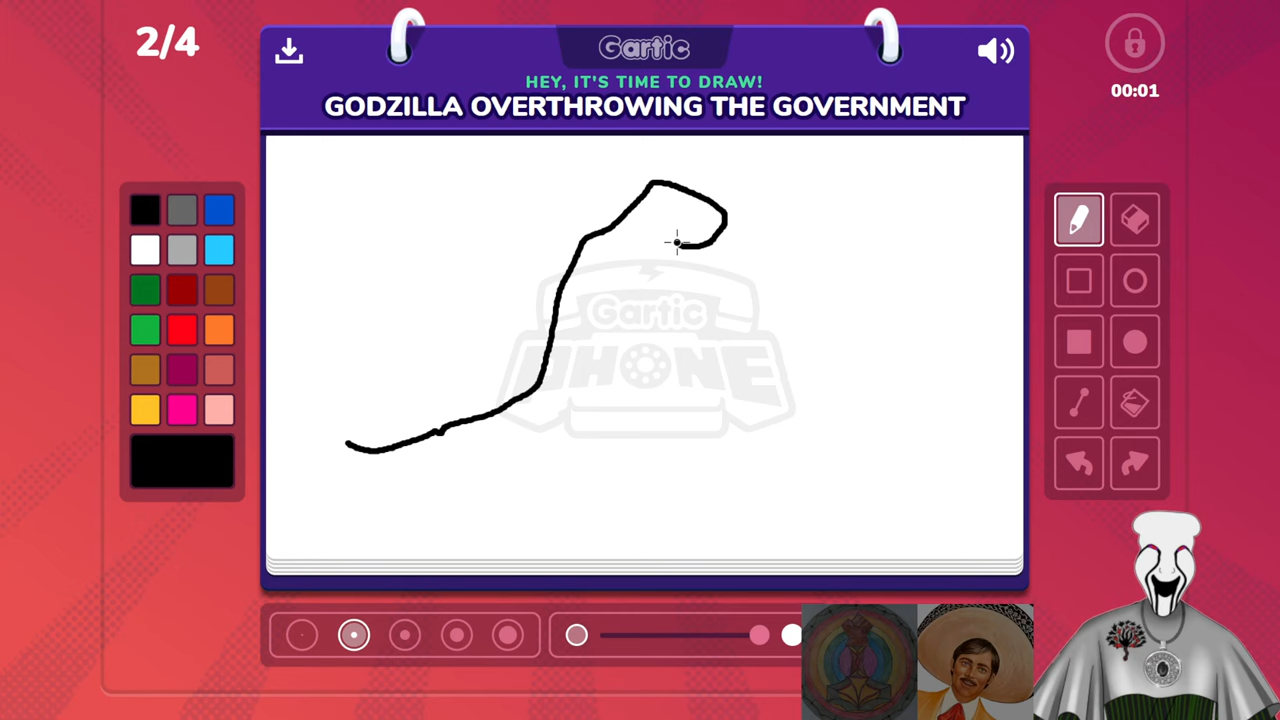 2/4
Gartic
HEY, IT'S TIME TO DRAW!
GODZILLA OVERTHROWING THE GOVERNMENT
00:01
Gartic
PHONE